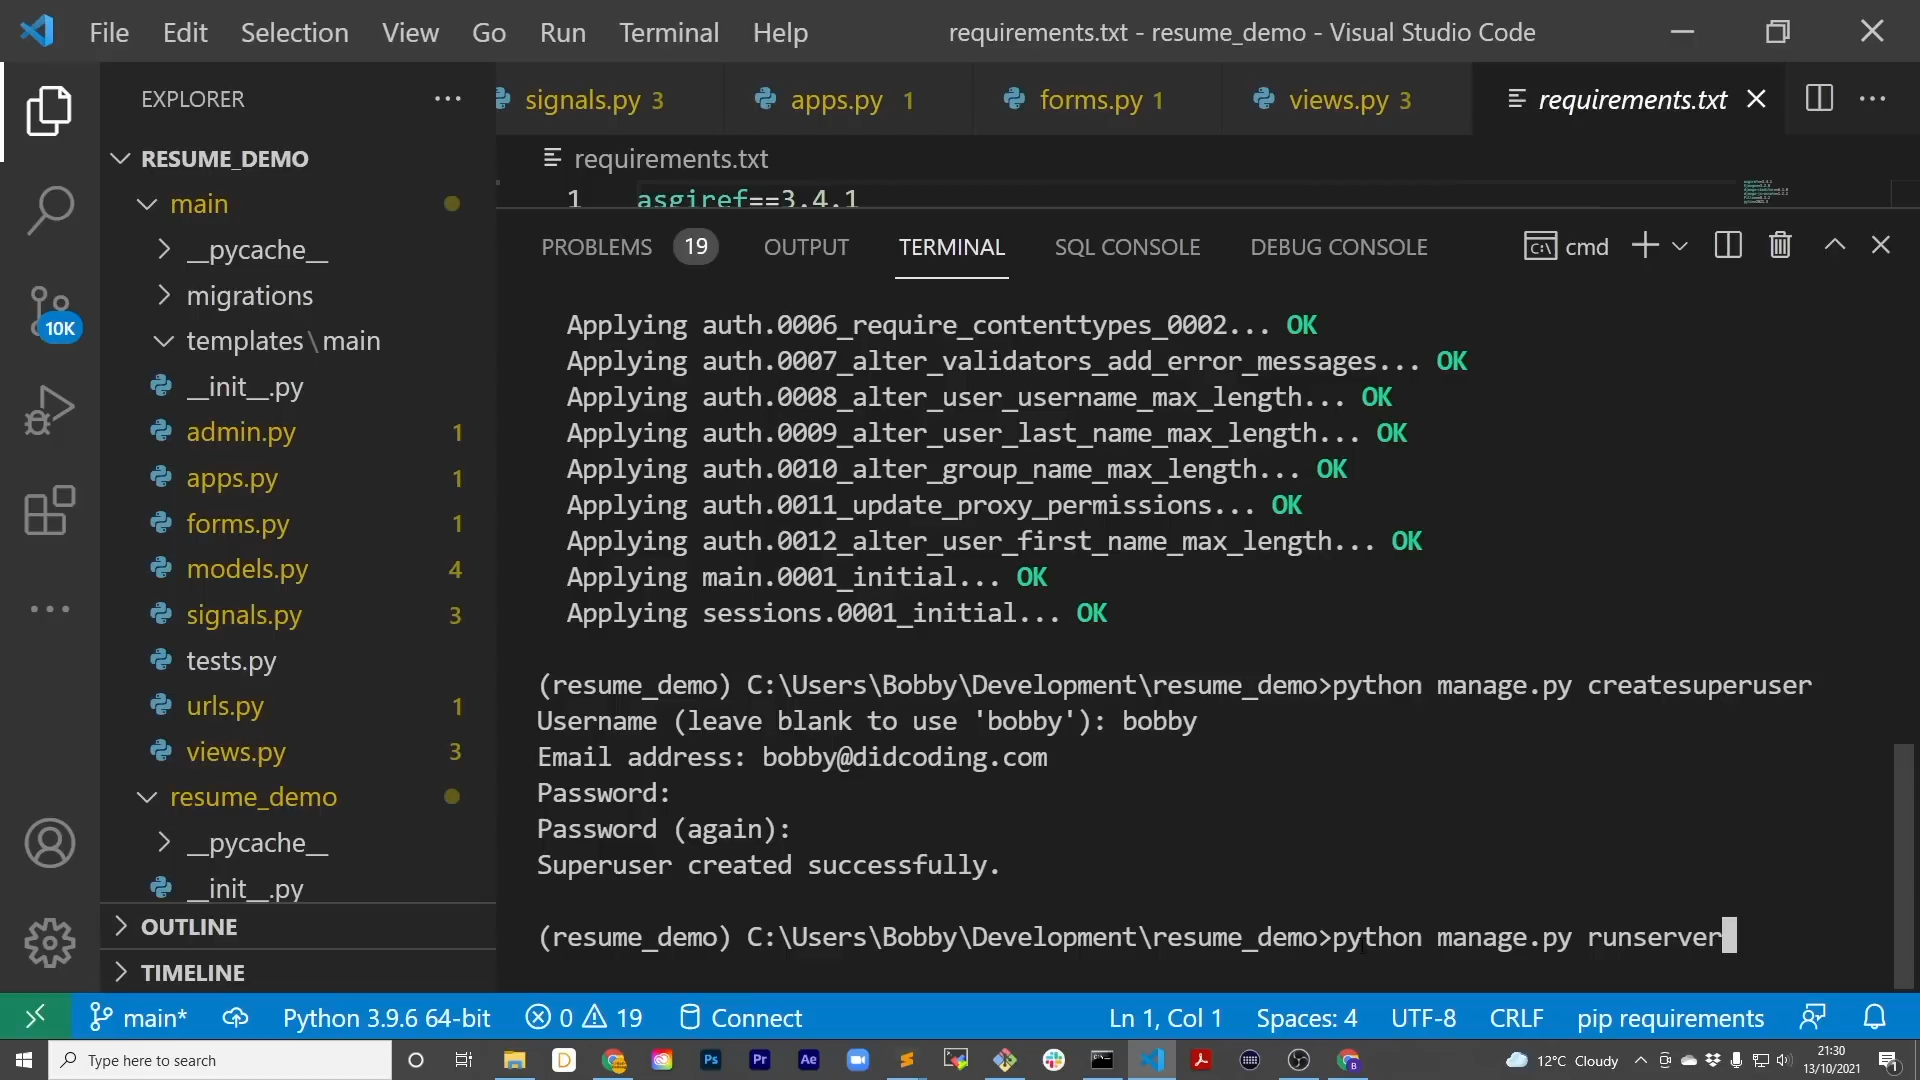 File Edit Selection View Go Run Terminal Help requirements.txt - resume_demo - Visual Studio Code
EXPLORER
signals.py 3 apps.py 1 forms.py 1 views.py 3 requirements.txt
RESUME_DEMO
requirements.txt
1 asgiref==3.4.1
main
__pycache__
migrations
templates\main
__init__.py
admin.py 1
apps.py 1
forms.py 1
models.py 4
signals.py 3
tests.py
urls.py 1
views.py 3
resume_demo
__pycache__
__init__.py
OUTLINE
TIMELINE
10K
PROBLEMS 19 OUTPUT TERMINAL SQL CONSOLE DEBUG CONSOLE cmd
Applying auth.0006_require_contenttypes_0002... OK
Applying auth.0007_alter_validators_add_error_messages... OK
Applying auth.0008_alter_user_username_max_length... OK
Applying auth.0009_alter_user_last_name_max_length... OK
Applying auth.0010_alter_group_name_max_length... OK
Applying auth.0011_update_proxy_permissions... OK
Applying auth.0012_alter_user_first_name_max_length... OK
Applying main.0001_initial... OK
Applying sessions.0001_initial... OK
(resume_demo) C:\Users\Bobby\Development\resume_demo>python manage.py createsuperuser
Username (leave blank to use 'bobby'): bobby
Email address: bobby@didcoding.com
Password:
Password (again):
Superuser created successfully.
(resume_demo) C:\Users\Bobby\Development\resume_demo>python manage.py runserver
main* Python 3.9.6 64-bit 0 19 Connect Ln 1, Col 1 Spaces: 4 UTF-8 CRLF pip requirements
Type here to search
D Ps Pr Ae
12°C Cloudy
21:30
13/10/2021
1